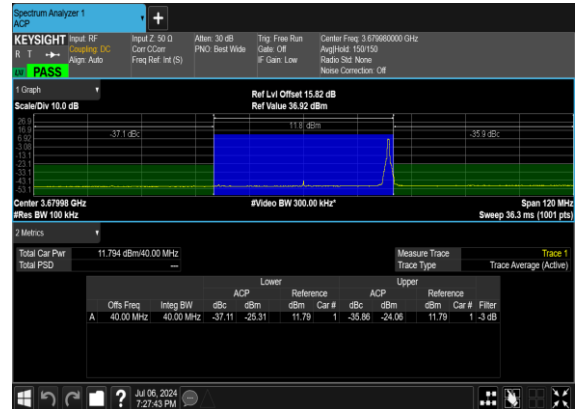 Spectrum Analyzer 1
ACP
KEYSIGHT Input: RF Input Z: 50 Ω Atten: 30 dB Trig: Free Run Center Freq: 3.679980000 GHz
R T Coupling: DC Corr CCorr PNO: Best Wide Gate: Off Avg|Hold: 150/150
Align: Auto Freq Ref: Int (S) IF Gain: Low Radio Std: None
PASS Noise Correction: Off
1 Graph
Ref Lvl Offset 15.82 dB
Scale/Div 10.0 dB Ref Value 36.92 dBm
26.9
16.9
6.92
-3.08
-13.1
-23.1
-33.1
-43.1
-53.1
-37.1 dBc 11.8 dBm -35.9 dBc
Center 3.67998 GHz #Video BW 300.00 kHz* Span 120 MHz
#Res BW 100 kHz Sweep 36.3 ms (1001 pts)
2 Metrics
Total Car Pwr 11.794 dBm/40.00 MHz Measure Trace Trace 1
Total PSD --- Trace Type Trace Average (Active)
Lower Upper
ACP Reference ACP Reference
Offs Freq Integ BW dBc dBm dBm Car # dBc dBm dBm Car # Filter
A 40.00 MHz 40.00 MHz -37.11 -25.31 11.79 1 -35.86 -24.06 11.79 1 -3 dB
?
Jul 06, 2024
7:27:43 PM